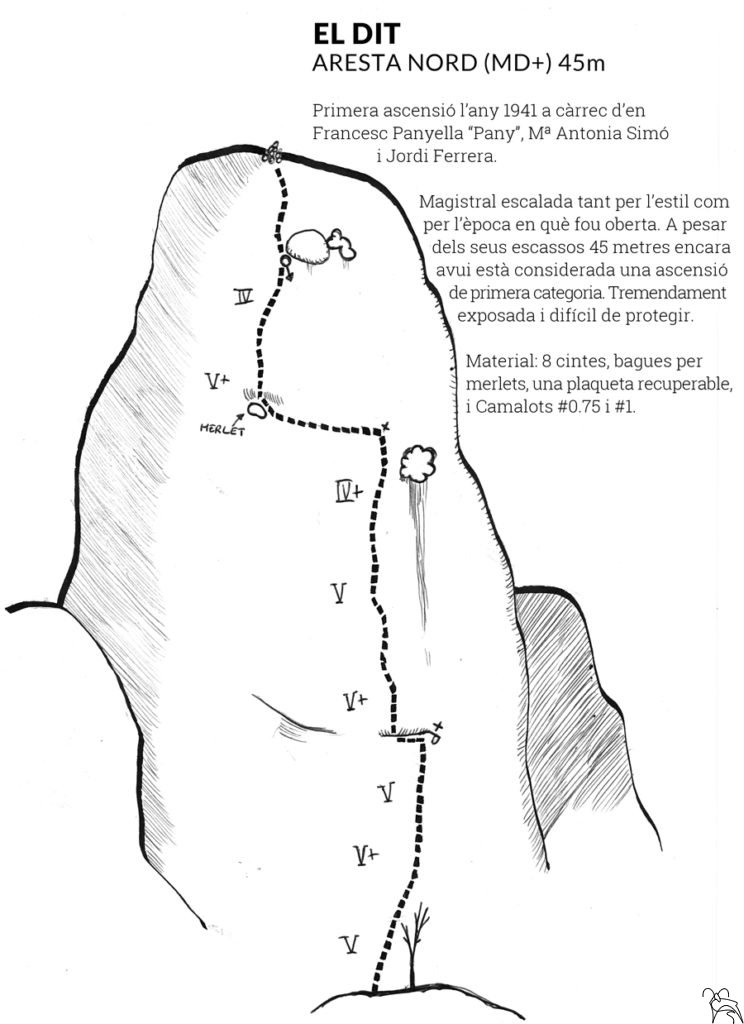 EL DIT
ARESTA NORD (MD+) 45m
Primera ascensió l'any 1941 a càrrec d'en
Francesc Panyella "Pany", Mª Antonia Simó
i Jordi Ferrera.
Magistral escalada tant per l'estil com
per l'època en què fou oberta. A pesar
dels seus escassos 45 metres encara
avui està considerada una ascensió
de primera categoria. Tremendament
exposada i difícil de protegir.
Material: 8 cintes, bagues per
merlets, una plaqueta recuperable,
i Camalots #0.75 i #1.
IV
V+
MERLET
IV+
V
V+
V
V+
V